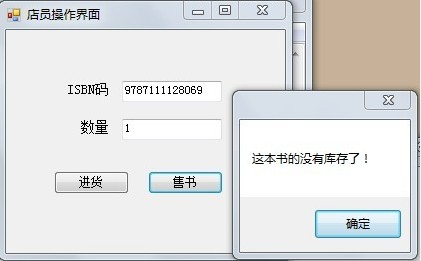 店员操作界面
ISBN码 9787111128069
数量 1
进货 售书
这本书的没有库存了！
确定